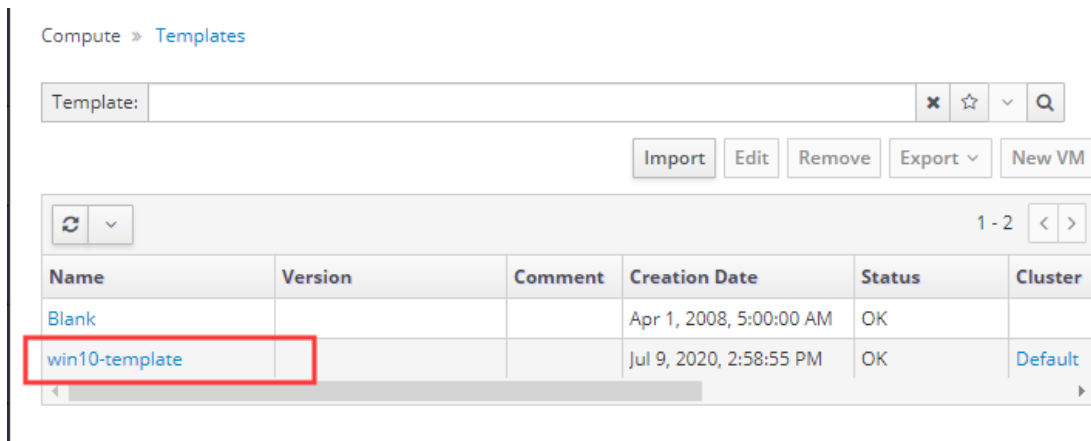 Compute » Templates
Template:
Import Edit Remove Export New VM
1 - 2
Name Version Comment Creation Date Status Cluster
Blank Apr 1, 2008, 5:00:00 AM OK
win10-template Jul 9, 2020, 2:58:55 PM OK Default